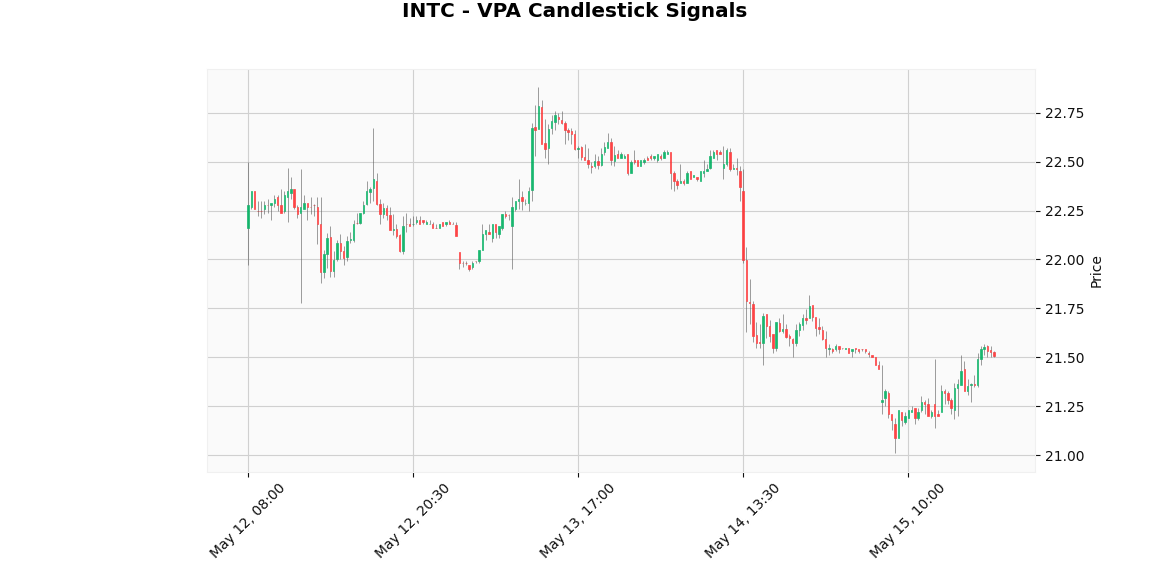 INTC - VPA Candlestick Signals
22.75
22.50
22.25
22.00
21.75
21.50
21.25
21.00
Price
May 12, 08:00
May 12, 20:30
May 13, 17:00
May 14, 13:30
May 15, 10:00